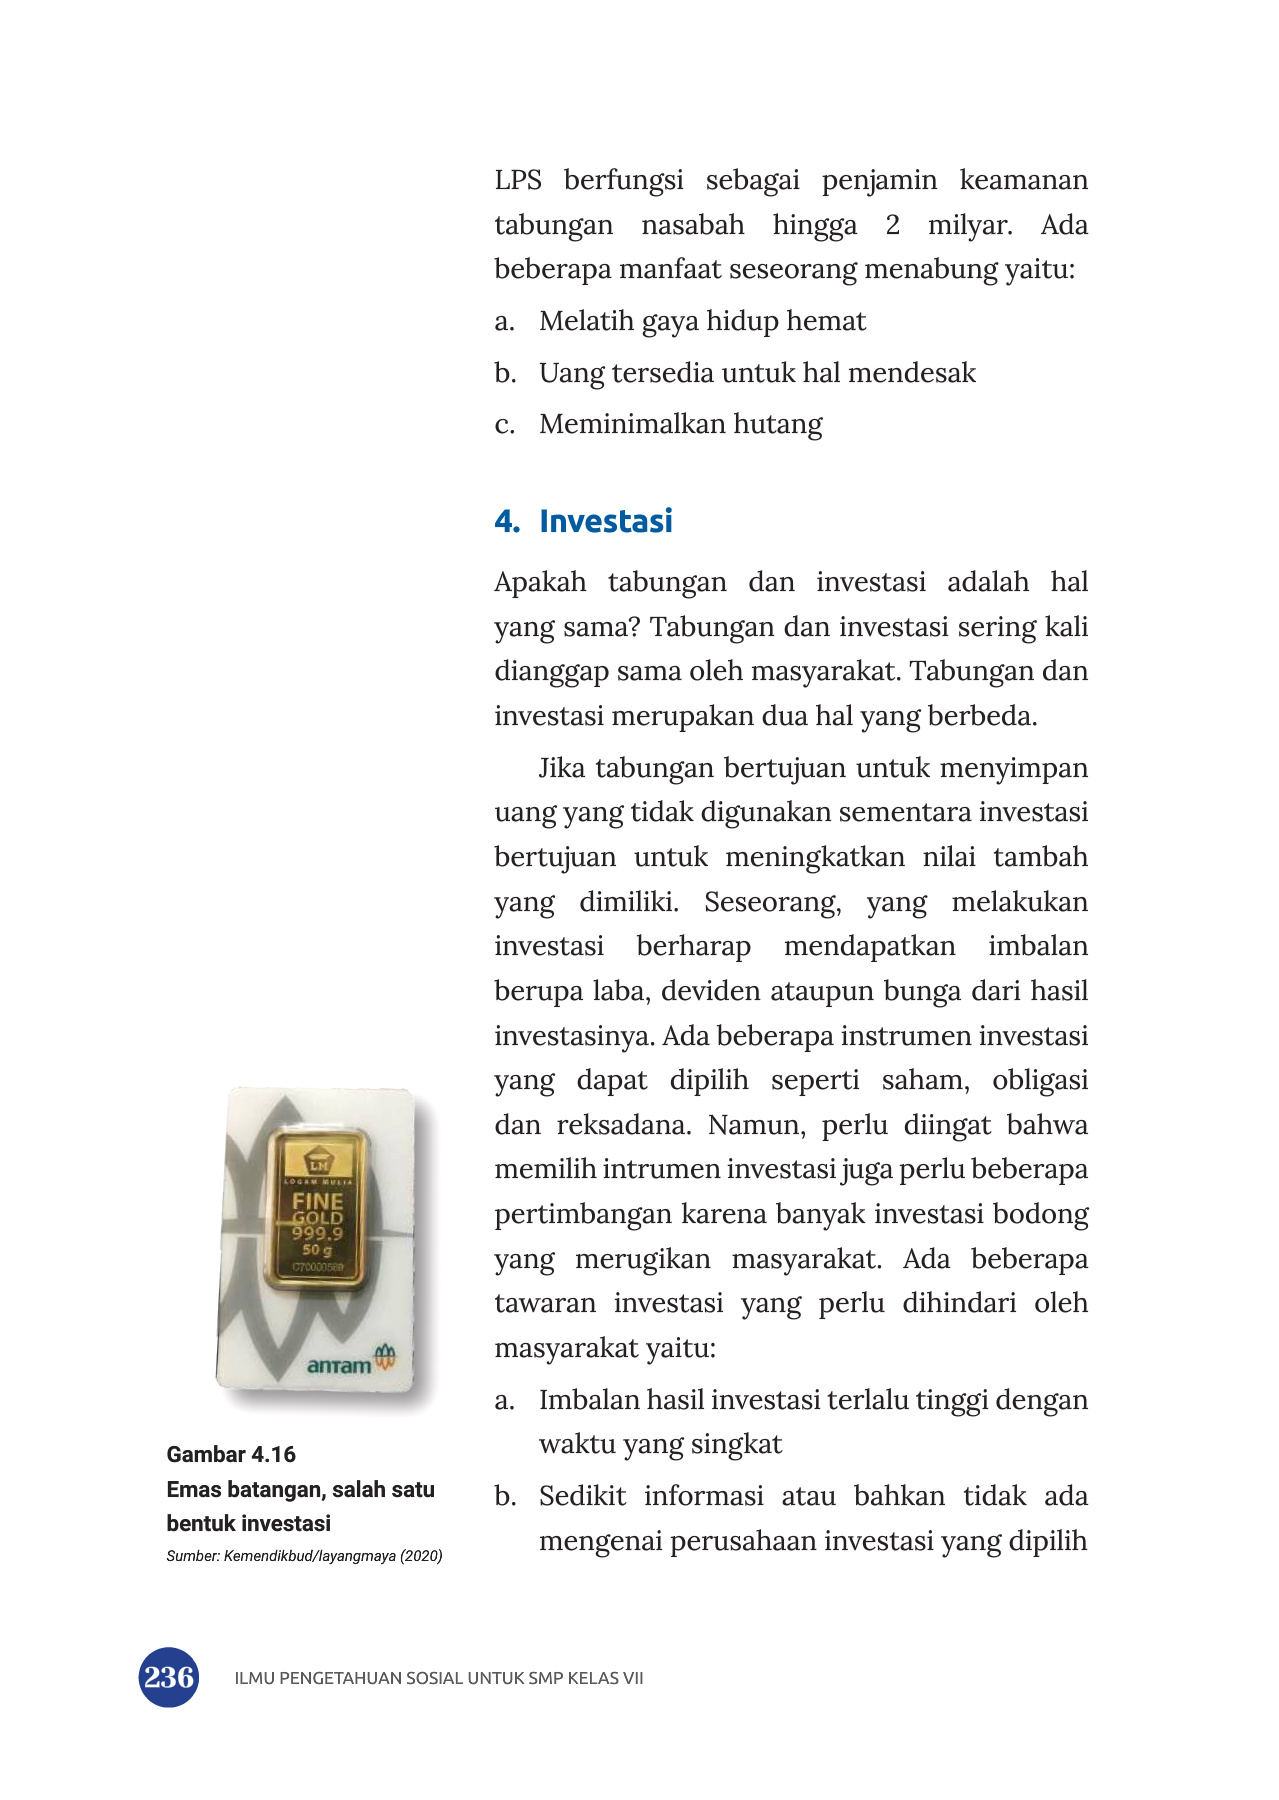 LPS berfungsi sebagai penjamin keamanan
tabungan nasabah hingga 2 milyar. Ada
beberapa manfaat seseorang menabung yaitu:
a. Melatih gaya hidup hemat
b. Uang tersedia untuk hal mendesak
c. Meminimalkan hutang
4. Investasi
Apakah tabungan dan investasi adalah hal
yang sama? Tabungan dan investasi sering kali
dianggap sama oleh masyarakat. Tabungan dan
investasi merupakan dua hal yang berbeda.
Jika tabungan bertujuan untuk menyimpan
uang yang tidak digunakan sementara investasi
bertujuan untuk meningkatkan nilai tambah
yang dimiliki. Seseorang, yang melakukan
investasi berharap mendapatkan imbalan
berupa laba, deviden ataupun bunga dari hasil
investasinya. Ada beberapa instrumen investasi
yang dapat dipilih seperti saham, obligasi
dan reksadana. Namun, perlu diingat bahwa
memilih intrumen investasi juga perlu beberapa
pertimbangan karena banyak investasi bodong
yang merugikan masyarakat. Ada beberapa
tawaran investasi yang perlu dihindari oleh
masyarakat yaitu:
a. Imbalan hasil investasi terlalu tinggi dengan
waktu yang singkat
b. Sedikit informasi atau bahkan tidak ada
mengenai perusahaan investasi yang dipilih
LM
LOGAM MULIA
FINE
GOLD
999.9
50 g
antam
Gambar 4.16
Emas batangan, salah satu
bentuk investasi
Sumber: Kemendikbud/layangmaya (2020)
236
ILMU PENGETAHUAN SOSIAL UNTUK SMP KELAS VII